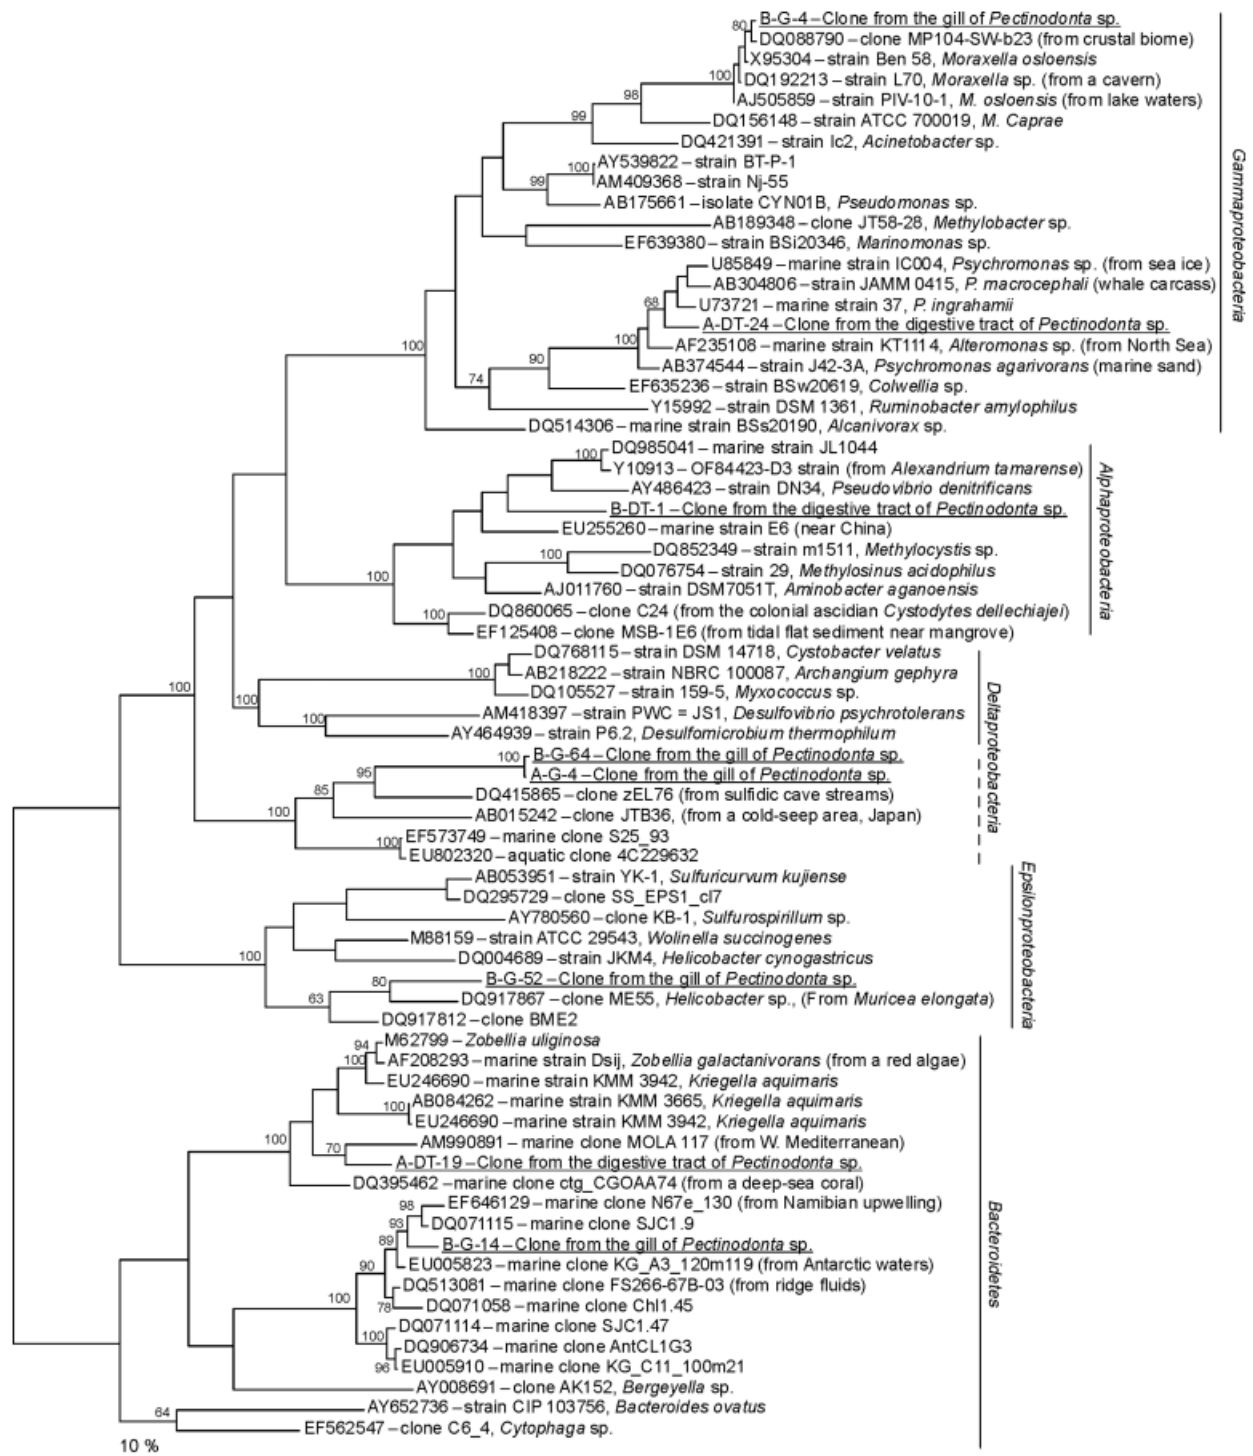 B-G-4–Clone from the gill of Pectinodonta sp.
80
DQ088790–clone MP104-SW-b23 (from crustal biome)
X95304–strain Ben 58, Moraxella osloensis
100
DQ192213–strain L70, Moraxella sp. (from a cavern)
98
AJ505859–strain PIV-10-1, M. osloensis (from lake waters)
99
DQ156148–strain ATCC 700019, M. Caprae
DQ421391–strain Ic2, Acinetobacter sp.
100
AY539822–strain BT-P-1
99
AM409368–strain Nj-55
AB175661–isolate CYN01B, Pseudomonas sp.
AB189348–clone JT58-28, Methylobacter sp.
EF639380–strain BSi20346, Marinomonas sp.
Gammaproteobacteria
U85849–marine strain IC004, Psychromonas sp. (from sea ice)
AB304806–strain JAMM 0415, P. macrocephali (whale carcass)
68
U73721–marine strain 37, P. ingrahamii
A-DT-24–Clone from the digestive tract of Pectinodonta sp.
100
100
AF235108–marine strain KT1114, Alteromonas sp. (from North Sea)
90
AB374544–strain J42-3A, Psychromonas agarivorans (marine sand)
74
EF635236–strain BSw20619, Colwellia sp.
Y15992–strain DSM 1361, Ruminobacter amylophilus
DQ514306–marine strain BSs20190, Alcanivorax sp.
100
DQ985041–marine strain JL1044
Y10913–OF84423-D3 strain (from Alexandrium tamarense)
AY486423–strain DN34, Pseudovibrio denitrificans
B-DT-1–Clone from the digestive tract of Pectinodonta sp.
EU255260–marine strain E6 (near China)
Alphaproteobacteria
100
DQ852349–strain m1511, Methylocystis sp.
100
DQ076754–strain 29, Methylosinus acidophilus
AJ011760–strain DSM7051T, Aminobacter aganoensis
100
DQ860065–clone C24 (from the colonial ascidian Cystodytes dellechiajei)
EF125408–clone MSB-1E6 (from tidal flat sediment near mangrove)
DQ768115–strain DSM 14718, Cystobacter velatus
100
AB218222–strain NBRC 100087, Archangium gephyra
100
DQ105527–strain 159-5, Myxococcus sp.
100
100
AM418397–strain PWC = JS1, Desulfovibrio psychrotolerans
AY464939–strain P6.2, Desulfomicrobium thermophilum
Deltaproteobacteria
100
B-G-64–Clone from the gill of Pectinodonta sp.
95
A-G-4–Clone from the gill of Pectinodonta sp.
85
DQ415865–clone zEL76 (from sulfidic cave streams)
100
AB015242–clone JTB36, (from a cold-seep area, Japan)
100
EF573749–marine clone S25_93
EU802320–aquatic clone 4C229632
AB053951–strain YK-1, Sulfuricurvum kujiense
DQ295729–clone SS_EPS1_cl7
AY780560–clone KB-1, Sulfurospirillum sp.
M88159–strain ATCC 29543, Wolinella succinogenes
100
DQ004689–strain JKM4, Helicobacter cynogastricus
Epsilonproteobacteria
80
B-G-52–Clone from the gill of Pectinodonta sp.
63
DQ917867–clone ME55, Helicobacter sp., (From Muricea elongata)
DQ917812–clone BME2
94
M62799–Zobellia uliginosa
100
AF208293–marine strain Dsij, Zobellia galactanivorans (from a red algae)
EU246690–marine strain KMM 3942, Kriegella aquimaris
100
AB084262–marine strain KMM 3665, Kriegella aquimaris
EU246690–marine strain KMM 3942, Kriegella aquimaris
100
AM990891–marine clone MOLA 117 (from W. Mediterranean)
70
A-DT-19–Clone from the digestive tract of Pectinodonta sp.
DQ395462–marine clone ctg_CGOAA74 (from a deep-sea coral)
98
EF646129–marine clone N67e_130 (from Namibian upwelling)
93
DQ071115–marine clone SJC1.9
89
B-G-14–Clone from the gill of Pectinodonta sp.
90
EU005823–marine clone KG_A3_120m119 (from Antarctic waters)
Bacteroidetes
DQ513081–marine clone FS266-67B-03 (from ridge fluids)
100
78
DQ071058–marine clone Chl1.45
DQ071114–marine clone SJC1.47
100
DQ906734–marine clone AntCL1G3
96
EU005910–marine clone KG_C11_100m21
AY008691–clone AK152, Bergeyella sp.
64
AY652736–strain CIP 103756, Bacteroides ovatus
EF562547–clone C6_4, Cytophaga sp.
10 %